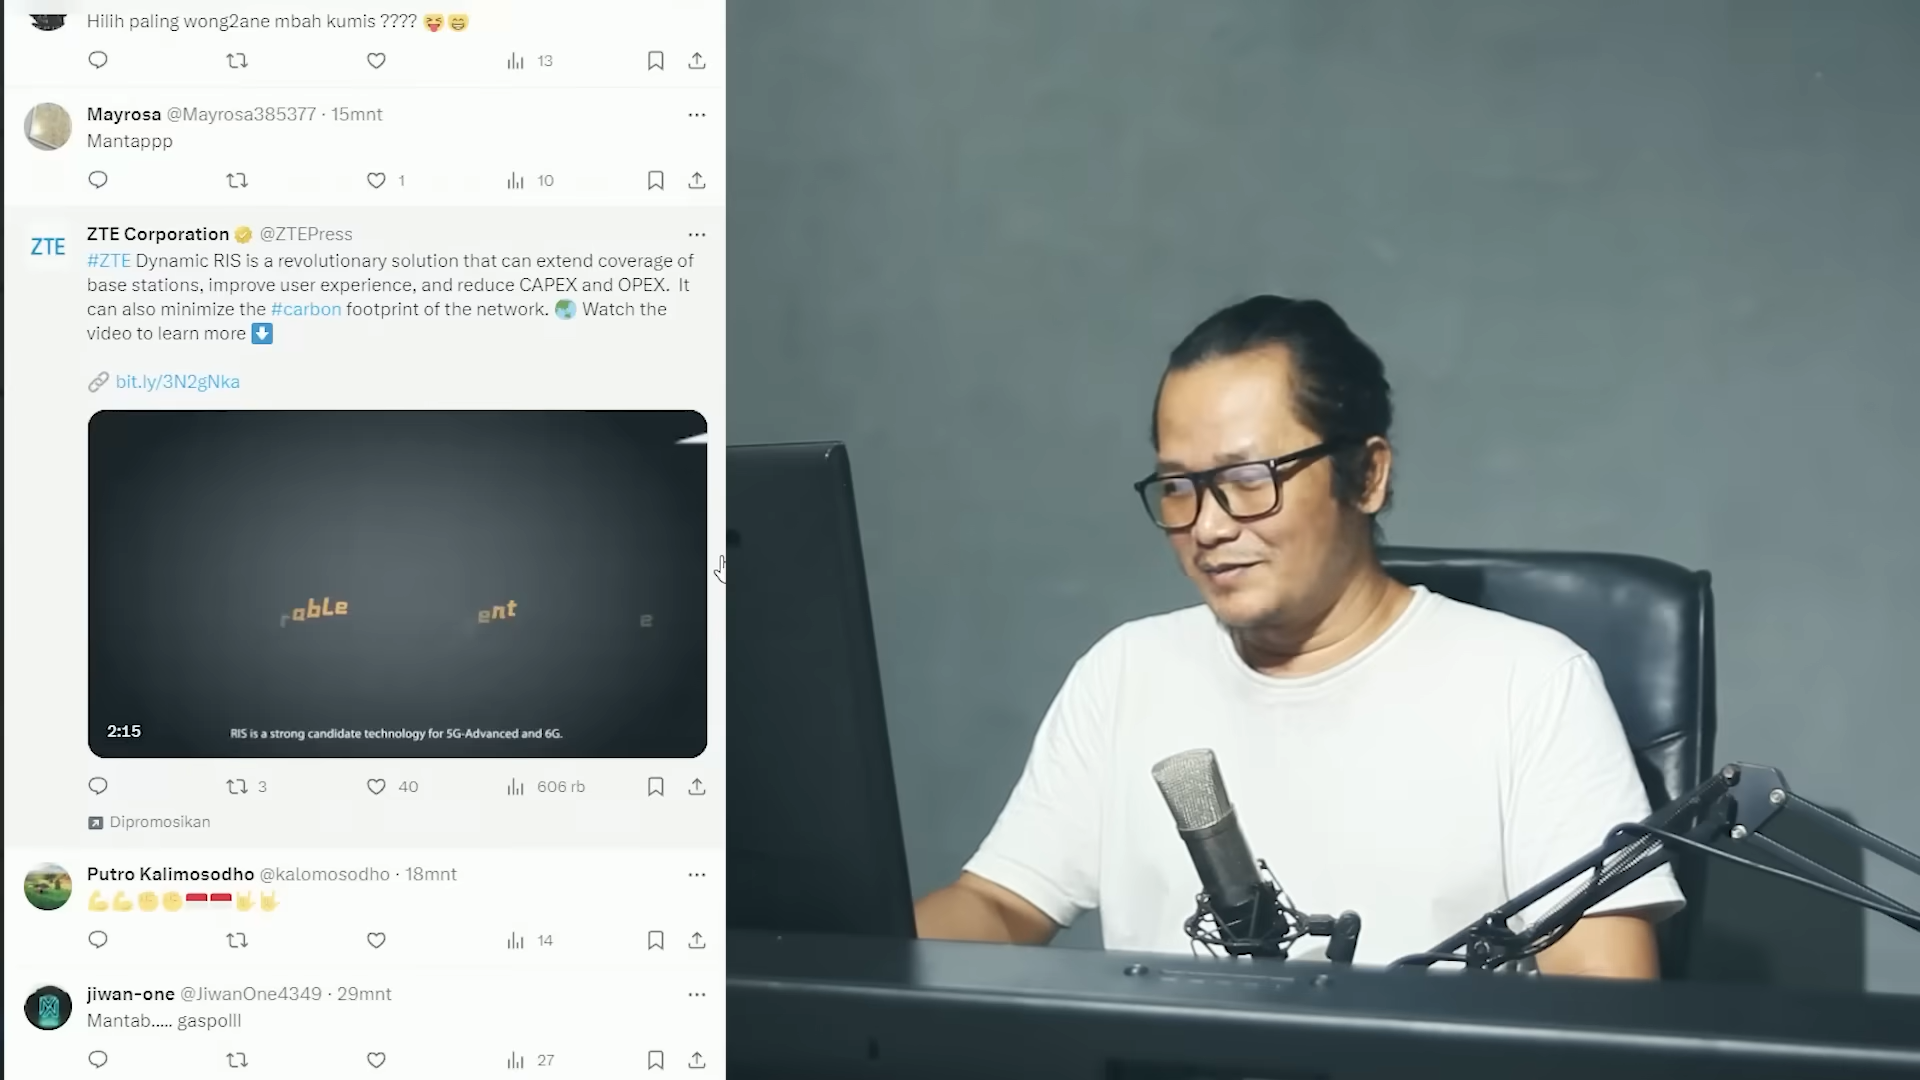 Hilih paling wong2ane mbah kumis ???? 😝😁
13
Mayrosa @Mayrosa385377 · 15mnt
Mantappp
1 10
ZTE
ZTE Corporation @ZTEPress
#ZTE Dynamic RIS is a revolutionary solution that can extend coverage of
base stations, improve user experience, and reduce CAPEX and OPEX. It
can also minimize the #carbon footprint of the network. 🌏 Watch the
video to learn more ⬇️
🔗 bit.ly/3N2gNka
rable ent e
2:15
RIS is a strong candidate technology for 5G-Advanced and 6G.
3 40 606 rb
Dipromosikan
Putro Kalimosodho @kalomosodho · 18mnt
💪💪✊✊🇮🇩🇮🇩🤘🤘
14
jiwan-one @JiwanOne4349 · 29mnt
Mantab..... gaspolll
27